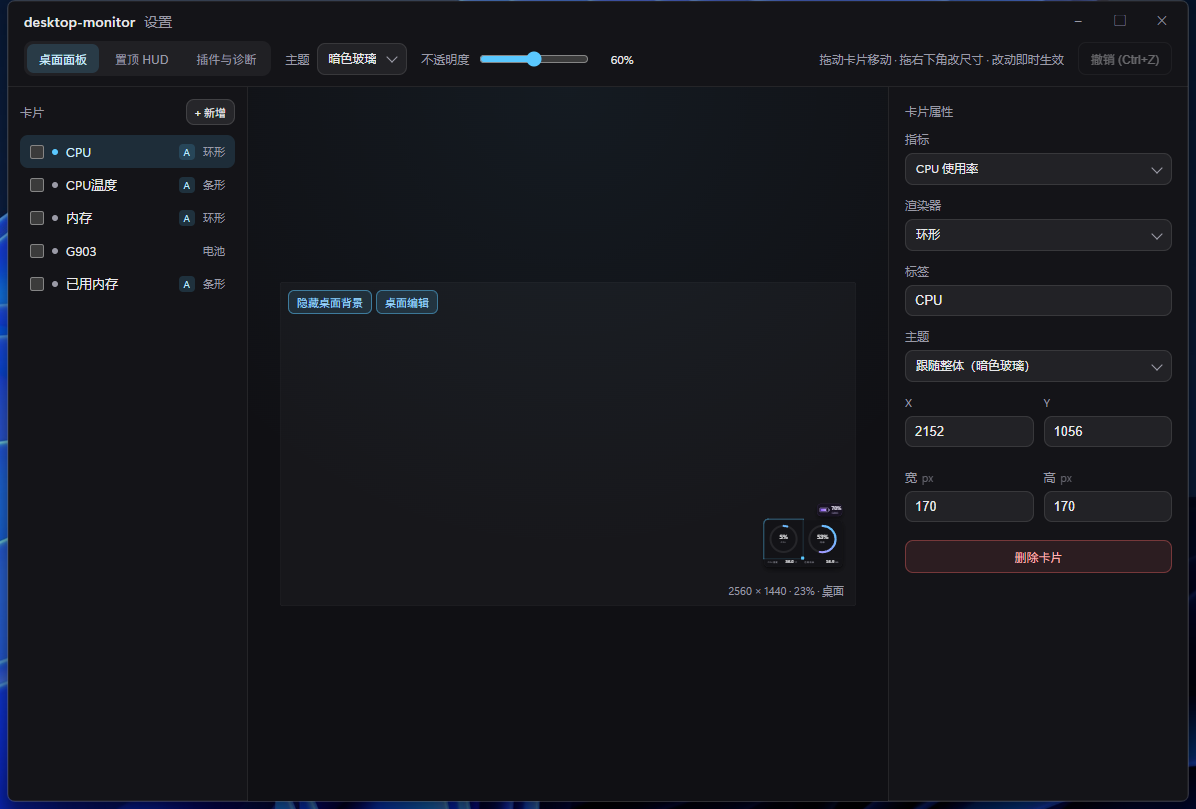 desktop-monitor 设置
桌面面板 置顶 HUD 插件与诊断 主题 暗色玻璃 不透明度 60% 拖动卡片移动 · 拖右下角改尺寸 · 改动即时生效 撤销 (Ctrl+Z)
卡片 + 新增
CPU A 环形
CPU温度 A 条形
内存 A 环形
G903 电池
已用内存 A 条形
隐藏桌面背景 桌面编辑
5% 53%
2560 × 1440 · 23% · 桌面
卡片属性
指标
CPU 使用率
渲染器
环形
标签
CPU
主题
跟随整体（暗色玻璃）
X Y
2152 1056
宽 px 高 px
170 170
删除卡片